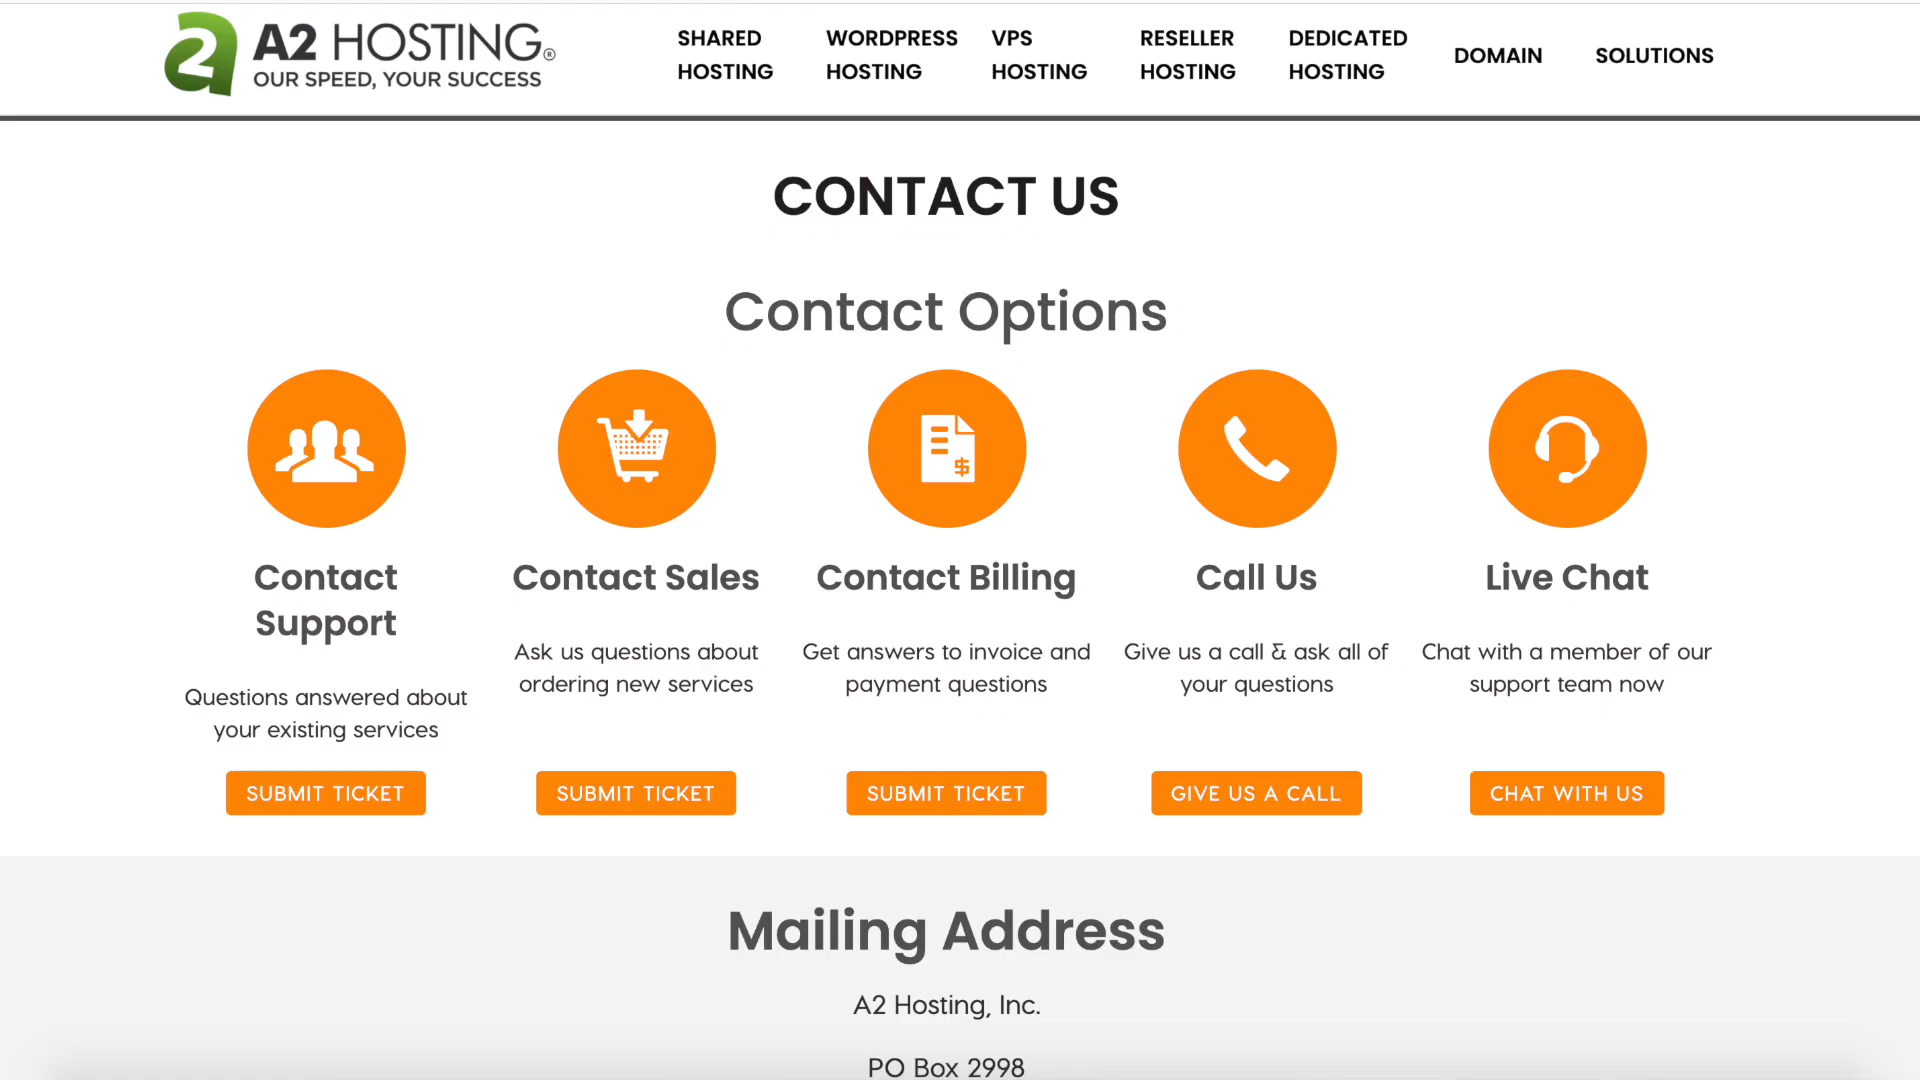 A2 HOSTING®
OUR SPEED, YOUR SUCCESS
SHARED
HOSTING
WORDPRESS
HOSTING
VPS
HOSTING
RESELLER
HOSTING
DEDICATED
HOSTING
DOMAIN
SOLUTIONS
CONTACT US
Contact Options
Contact
Support
Questions answered about
your existing services
SUBMIT TICKET
Contact Sales
Ask us questions about
ordering new services
SUBMIT TICKET
$
Contact Billing
Get answers to invoice and
payment questions
SUBMIT TICKET
Call Us
Give us a call & ask all of
your questions
GIVE US A CALL
Live Chat
Chat with a member of our
support team now
CHAT WITH US
Mailing Address
A2 Hosting, Inc.
PO Box 2998